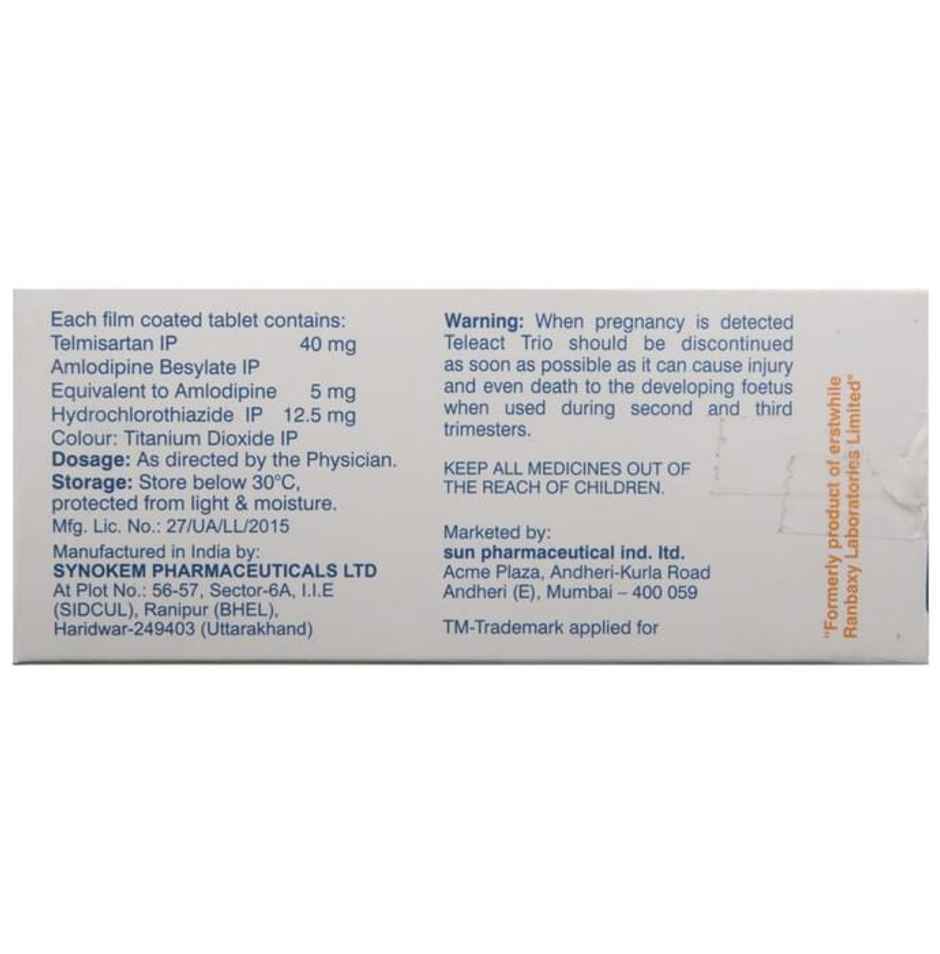 Each film coated tablet contains:
Telmisartan IP 40 mg
Amlodipine Besylate IP
Equivalent to Amlodipine 5 mg
Hydrochlorothiazide IP 12.5 mg
Colour: Titanium Dioxide IP
Dosage: As directed by the Physician.
Storage: Store below 30°C,
protected from light & moisture.
Mfg. Lic. No.: 27/UA/LL/2015
Manufactured in India by:
SYNOKEM PHARMACEUTICALS LTD
At Plot No.: 56-57, Sector-6A, I.I.E
(SIDCUL), Ranipur (BHEL),
Haridwar-249403 (Uttarakhand)
Warning: When pregnancy is detected
Teleact Trio should be discontinued
as soon as possible as it can cause injury
and even death to the developing foetus
when used during second and third
trimesters.
KEEP ALL MEDICINES OUT OF
THE REACH OF CHILDREN.
Marketed by:
sun pharmaceutical ind. ltd.
Acme Plaza, Andheri-Kurla Road
Andheri (E), Mumbai – 400 059
TM-Trademark applied for
"Formerly product of erstwhile
Ranbaxy Laboratories Limited"